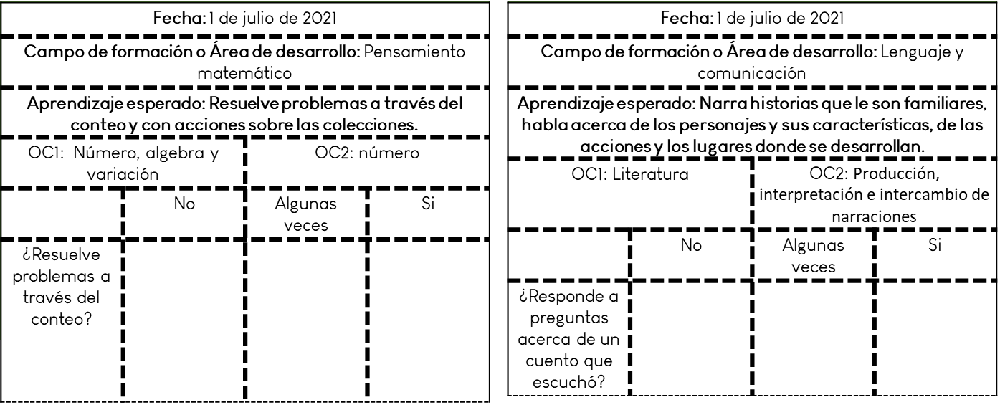 Fecha: 1 de julio de 2021
Campo de formación o Área de desarrollo: Pensamiento
matemático
Aprendizaje esperado: Resuelve problemas a través del
conteo y con acciones sobre las colecciones.
OC1: Número, algebra y
variación
OC2: número
No
Algunas
veces
Si
¿Resuelve
problemas a
través del
conteo?
Fecha: 1 de julio de 2021
Campo de formación o Área de desarrollo: Lenguaje y
comunicación
Aprendizaje esperado: Narra historias que le son familiares,
habla acerca de los personajes y sus características, de las
acciones y los lugares donde se desarrollan.
OC1: Literatura
OC2: Producción,
interpretación e intercambio de
narraciones
No
Algunas
veces
Si
¿Responde a
preguntas
acerca de un
cuento que
escuchó?